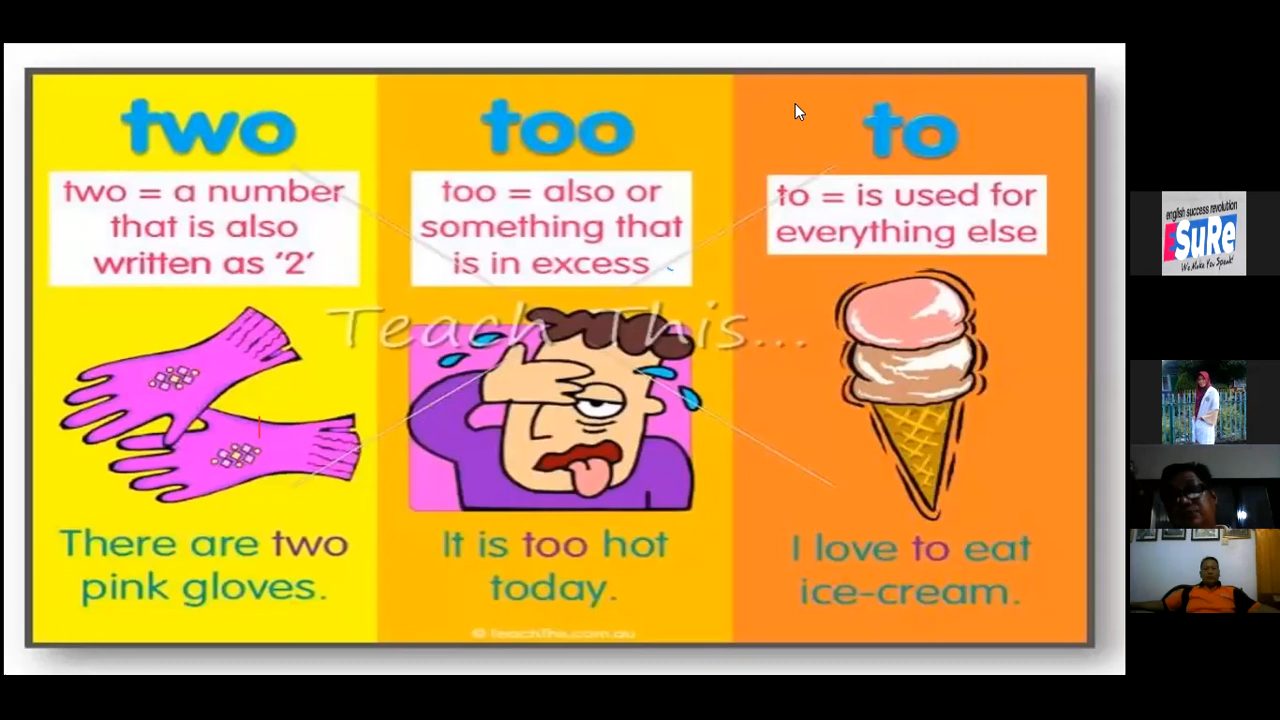 two
two = a number
that is also
written as '2'
There are two
pink gloves.
too
too = also or
something that
is in excess
It is too hot
today.
to
to = is used for
everything else
I love to eat
ice-cream.
Teach This...
© TeachThis.com.au
english success revolution
eSuRe
We Make You Speak!